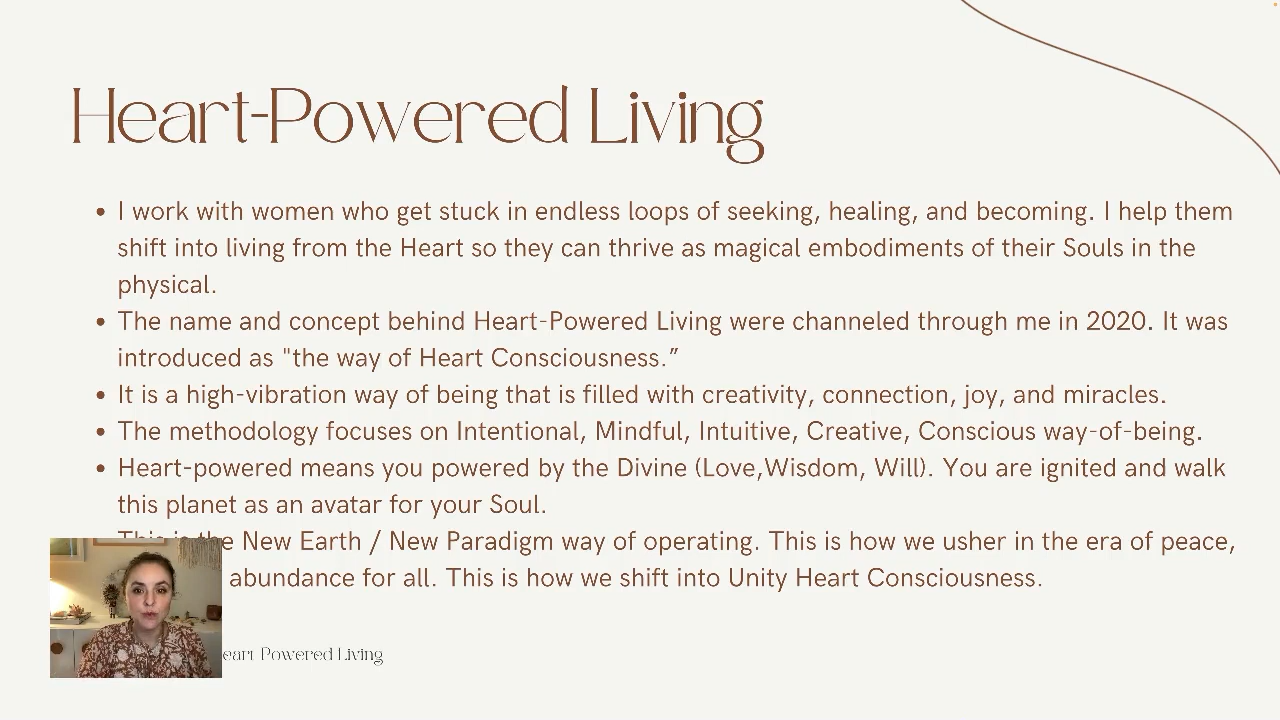 Heart-Powered Living
• I work with women who get stuck in endless loops of seeking, healing, and becoming. I help them
shift into living from the Heart so they can thrive as magical embodiments of their Souls in the
physical.
• The name and concept behind Heart-Powered Living were channeled through me in 2020. It was
introduced as "the way of Heart Consciousness.”
• It is a high-vibration way of being that is filled with creativity, connection, joy, and miracles.
• The methodology focuses on Intentional, Mindful, Intuitive, Creative, Conscious way-of-being.
• Heart-powered means you powered by the Divine (Love,Wisdom, Will). You are ignited and walk
this planet as an avatar for your Soul.
This is the New Earth / New Paradigm way of operating. This is how we usher in the era of peace,
abundance for all. This is how we shift into Unity Heart Consciousness.
eart Powered Living